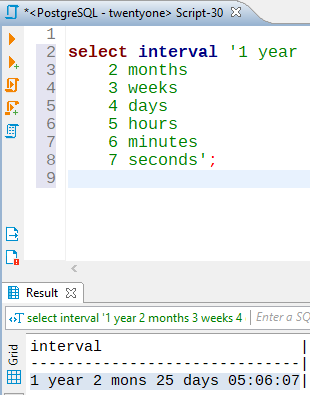 *<PostgreSQL - twentyone> Script-30
1
2 select interval '1 year
3 2 months
4 3 weeks
5 4 days
6 5 hours
7 6 minutes
8 7 seconds';
9
Result
select interval '1 year 2 months 3 weeks 4
Enter a SQ
Grid
interval |
------------------------------|
1 year 2 mons 25 days 05:06:07|